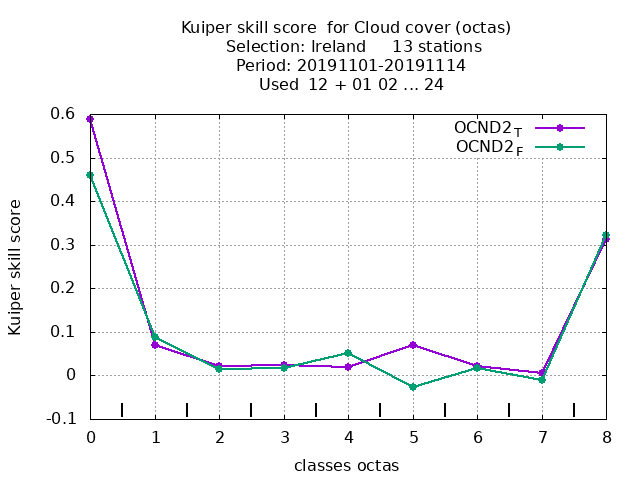 Kuiper skill score  for Cloud cover (octas)
Selection: Ireland     13 stations
Period: 20191101-20191114
Used  12 + 01 02 ... 24
OCND2T
OCND2F
0.6
0.5
0.4
0.3
0.2
0.1
0
-0.1
Kuiper skill score
0 1 2 3 4 5 6 7 8
classes octas